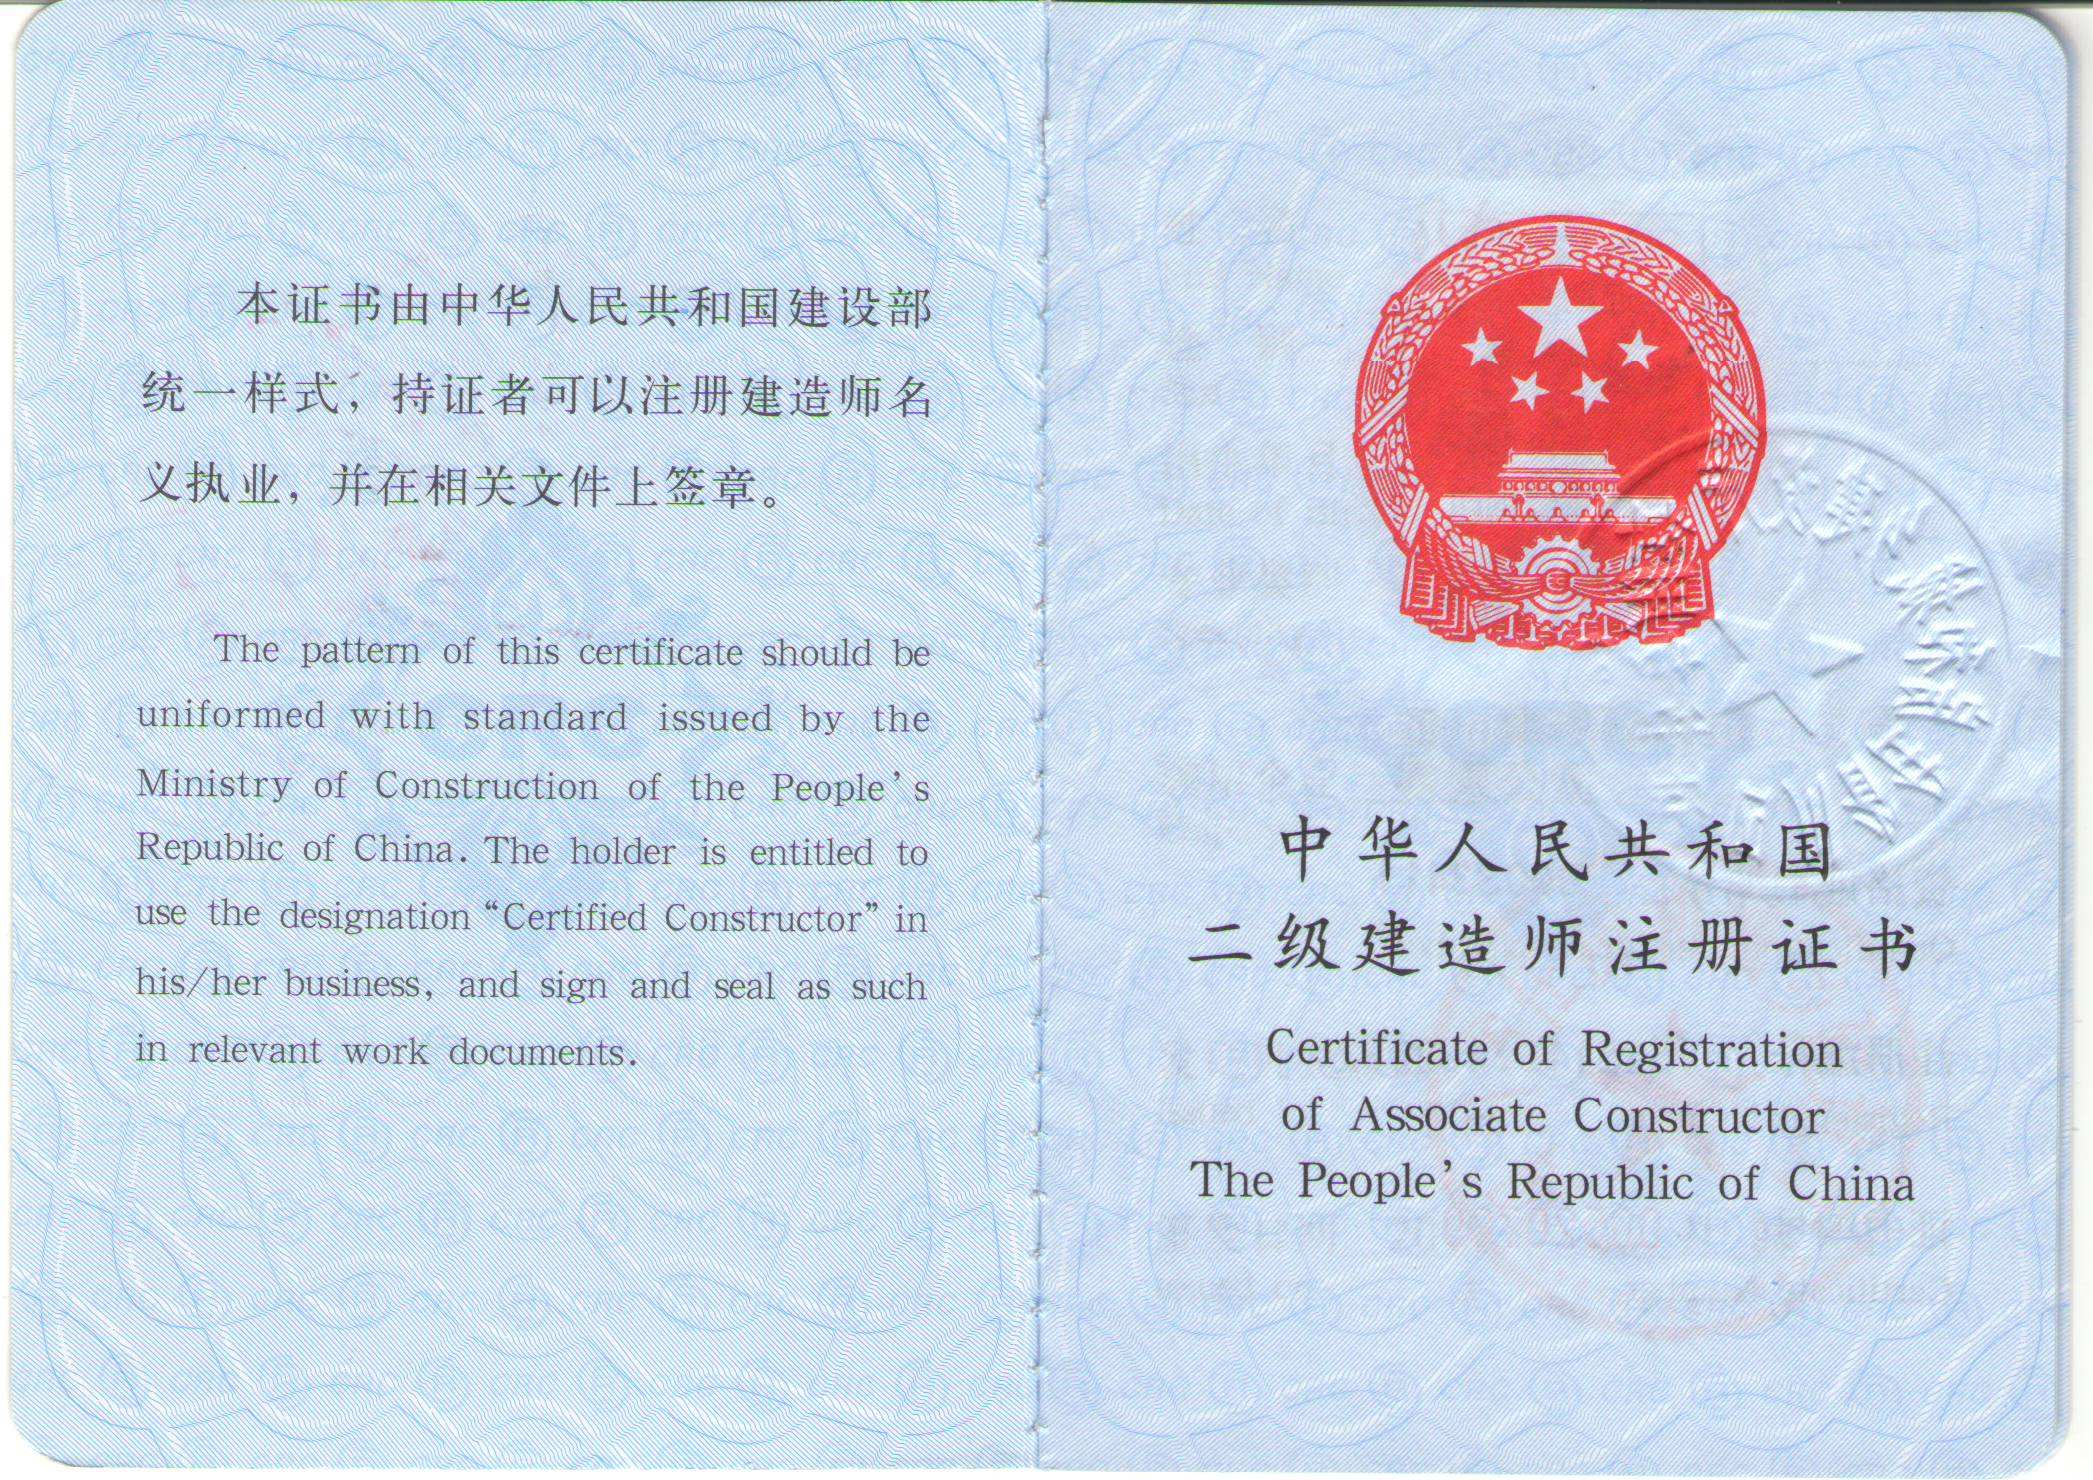 本证书由中华人民共和国建设部
统一样式，持证者可以注册建造师名
义执业，并在相关文件上签章。
The pattern of this certificate should be
uniformed with standard issued by the
Ministry of Construction of the People's
Republic of China. The holder is entitled to
use the designation “Certified Constructor” in
his/her business, and sign and seal as such
in relevant work documents.
中华人民共和国
二级建造师注册证书
Certificate of Registration
of Associate Constructor
The People's Republic of China